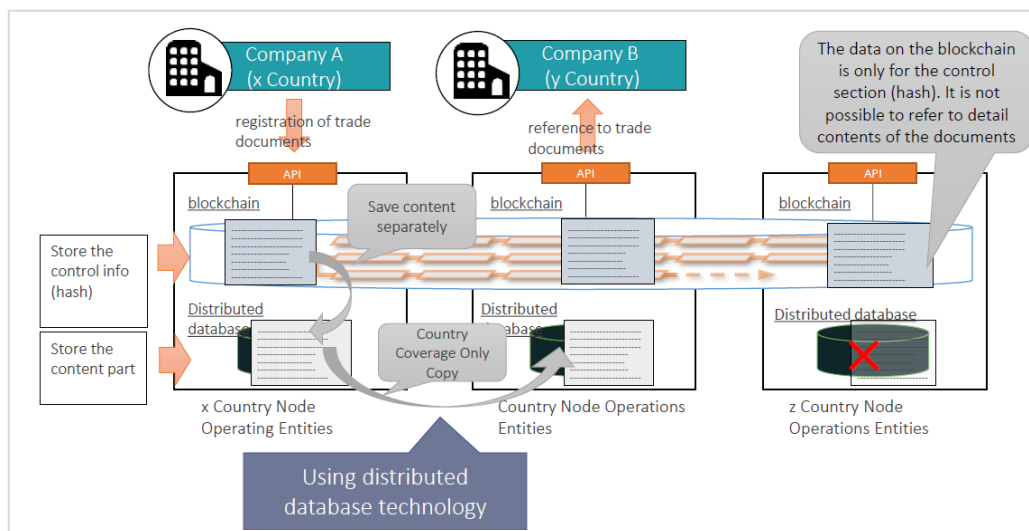 Company A
(x Country)
Company B
(y Country)
The data on the blockchain
is only for the control
section (hash). It is not
possible to refer to detail
contents of the documents
registration of trade
documents
reference to trade
documents
API
API
API
blockchain
blockchain
blockchain
Save content
separately
Store the
control info
(hash)
Distributed
database
Distributed
Distributed database
Store the
content part
Country
Coverage Only
Copy
x Country Node
Operating Entities
Country Node Operations
Entities
z Country Node
Operations Entities
Using distributed
database technology